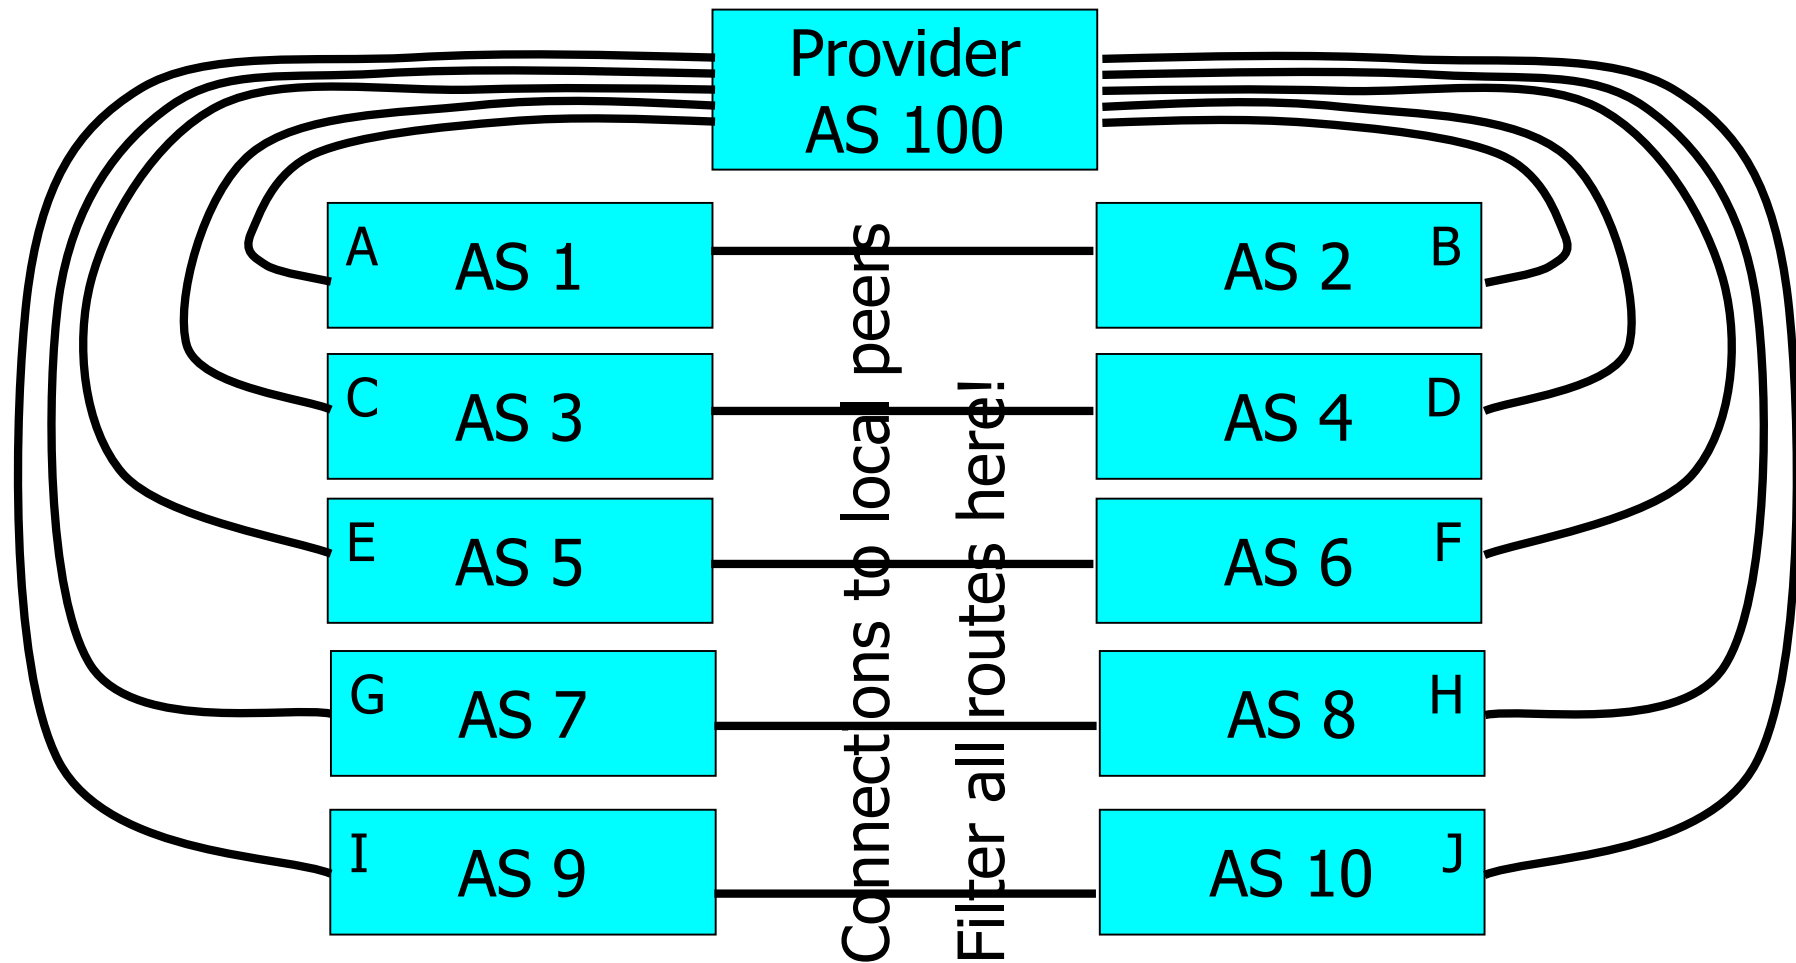 Provider
AS 100
A
AS 1
AS 2
B
C
AS 3
AS 4
D
E
AS 5
AS 6
F
G
AS 7
AS 8
H
I
AS 9
AS 10
J
Connections to local peers
Filter all routes here!